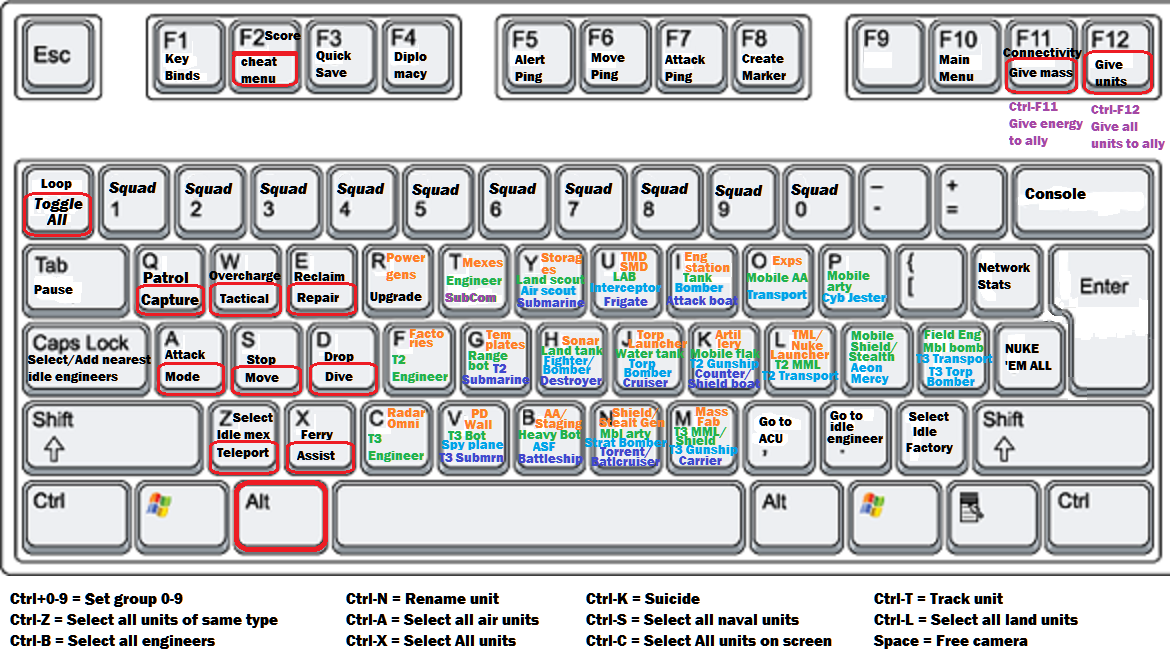 Esc
F1
Key
Binds
F2 Score
cheat
menu
F3
Quick
Save
F4
Diplo
macy
F5
Alert
Ping
F6
Move
Ping
F7
Attack
Ping
F8
Create
Marker
F9
F10
Main
Menu
F11
Connectivity
Give mass
F12
Give
units
Ctrl-F11
Give energy
to ally
Ctrl-F12
Give all
units to ally
Loop
Toggle
All
Squad
1
Squad
2
Squad
3
Squad
4
Squad
5
Squad
6
Squad
7
Squad
8
Squad
9
Squad
0
_
-
+
=
Console
Tab
Pause
Q
Patrol
Capture
W
Overcharge
Tactical
E
Reclaim
Repair
R Power
gens
Upgrade
T Mexes
Engineer
SubCom
Y Storag
es
Land scout
Air scout
Submarine
U TMD
SMD
LAB
Interceptor
Frigate
I Eng
station
Tank
Bomber
Attack boat
O Exps
Mobile AA
Transport
P
Mobile
arty
Cyb Jester
{
[
Network
Stats
Enter
Caps Lock
Select/Add nearest
idle engineers
A
Attack
Mode
S
Stop
Move
D
Drop
Dive
F Facto
ries
T2
Engineer
G Tem
plates
Range
bot T2
Submarine
H Sonar
Land tank
Fighter/
Bomber
Destroyer
J Torp
Launcher
Water tank
Torp
Bomber
Cruiser
K Artil
lery
Mobile flak
T2 Gunship
Counter/
Shield boat
L TML/
Nuke
Launcher
T2 MML
T2 Transport
Mobile
Shield/
Stealth
Aeon
Mercy
Field Eng
Mbl bomb
T3 Transport
T3 Torp
Bomber
NUKE
'EM ALL
Shift
Z Select
Idle mex
Teleport
X
Ferry
Assist
C Radar
Omni
T3
Engineer
V PD
Wall
T3 Bot
Spy plane
T3 Submrn
B AA/
Staging
Heavy Bot
ASF
Battleship
N Shield/
Stealt Gen
Mbl arty
Strat Bomber
Torrent/
Batlcruiser
M Mass
Fab
T3 MML/
Shield
T3 Gunship
Carrier
Go to
ACU
,
Go to
idle
engineer
.
Select
Idle
Factory
Shift
Ctrl
Alt
Alt
Ctrl
Ctrl+0-9 = Set group 0-9
Ctrl-N = Rename unit
Ctrl-K = Suicide
Ctrl-T = Track unit
Ctrl-Z = Select all units of same type
Ctrl-A = Select all air units
Ctrl-S = Select all naval units
Ctrl-L = Select all land units
Ctrl-B = Select all engineers
Ctrl-X = Select All units
Ctrl-C = Select All units on screen
Space = Free camera